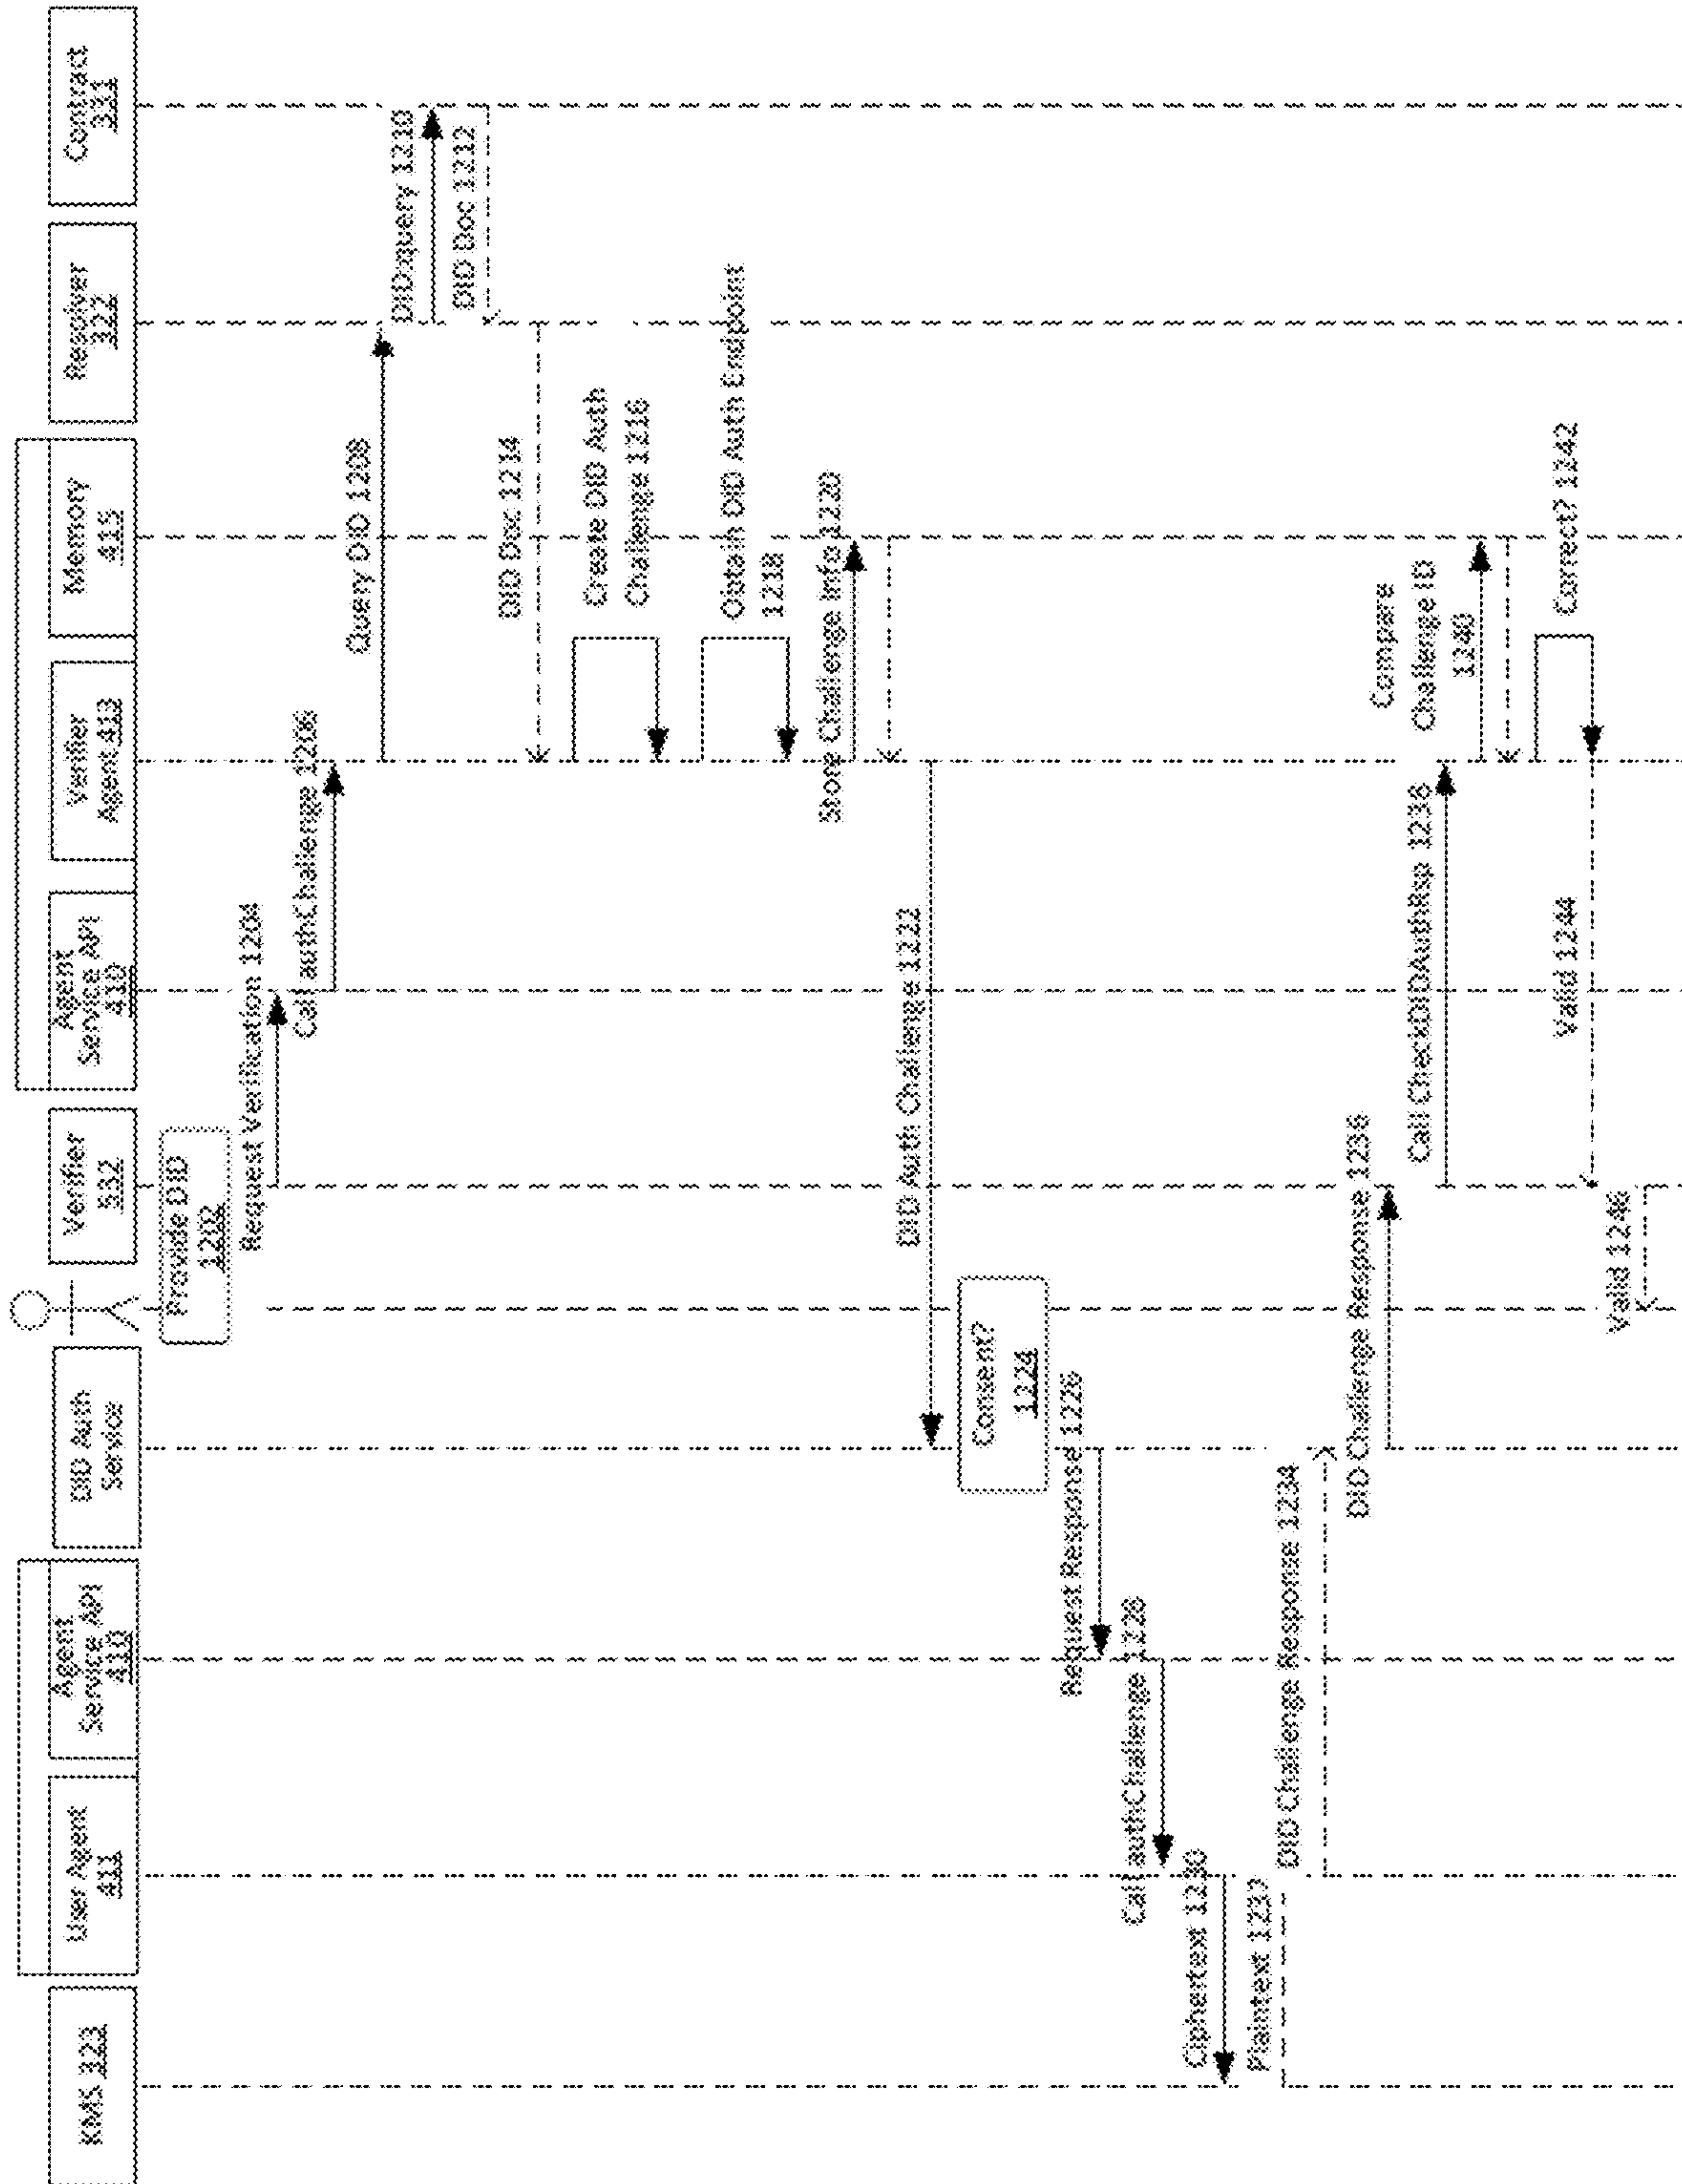 KMS 323
User Agent
411
Agent
Service API
410
DID Auth
Service
Verifier
532
Agent
Service API
410
Verifier
Agent 413
Memory
415
Resolver
322
Contract
331
Provide DID
1202
Request Verification 1204
Call authChallenge 1206
Query DID 1208
DID:query 1210
DID Doc 1212
DID Doc 1214
Create DID Auth
Challenge 1216
Obtain DID Auth Endpoint
1218
Store Challenge Info 1220
DID Auth Challenge 1222
Consent?
1224
Request Response 1226
Call authChallenge 1228
Ciphertext 1230
Plaintext 1232
DID Challenge Response 1234
DID Challenge Response 1236
Call CheckDIDAuthRsp 1238
Compare
Challenge ID
1240
Correct? 1242
Valid 1244
Valid 1246